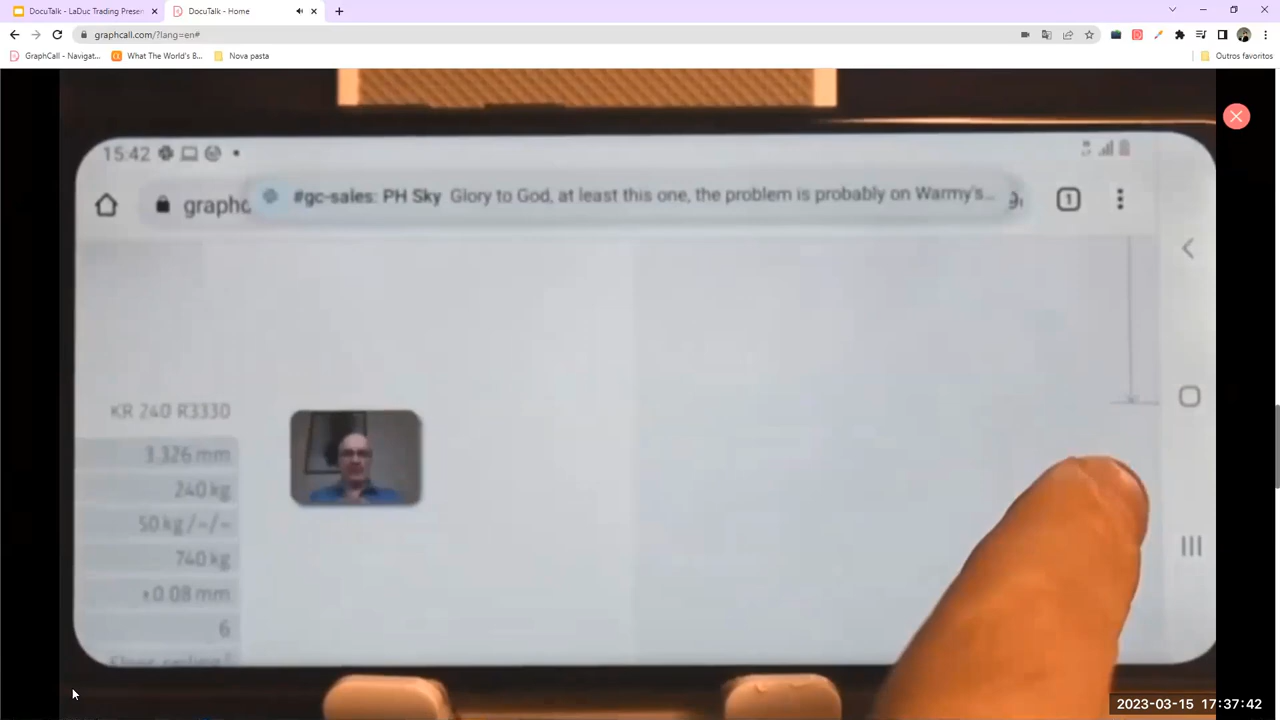 DocuTalk - LaDuc Trading Presen
DocuTalk - Home
graphcall.com/?lang=en#
GraphCall - Navigat...
What The World's B...
Nova pasta
Outros favoritos
15:42
#gc-sales: PH Sky Glory to God, at least this one, the problem is probably on Warmy's...
graphc
1
KR 240 R3330
3.326 mm
240 kg
50 kg /-/-
740 kg
±0.08 mm
6
2023-03-15 17:37:42